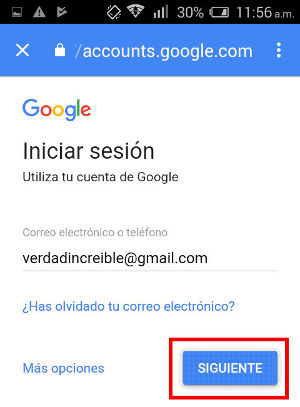 30% 11:56 a.m.
/accounts.google.com
Google
Iniciar sesión
Utiliza tu cuenta de Google
Correo electrónico o teléfono
verdadincreible@gmail.com
¿Has olvidado tu correo electrónico?
Más opciones
SIGUIENTE